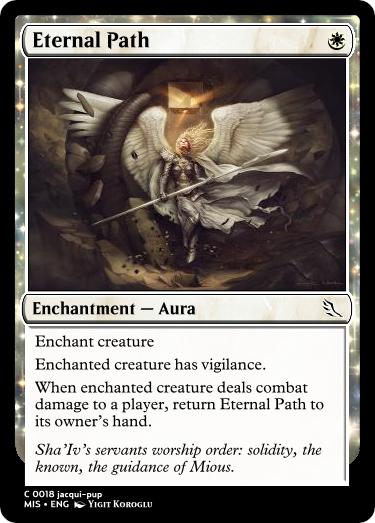 Eternal Path
Enchantment — Aura
Enchant creature
Enchanted creature has vigilance.
When enchanted creature deals combat
damage to a player, return Eternal Path to
its owner's hand.
Sha'Iv's servants worship order: solidity, the
known, the guidance of Mious.
C 0018 jacqui-pup
MIS • ENG Yigit Koroglu